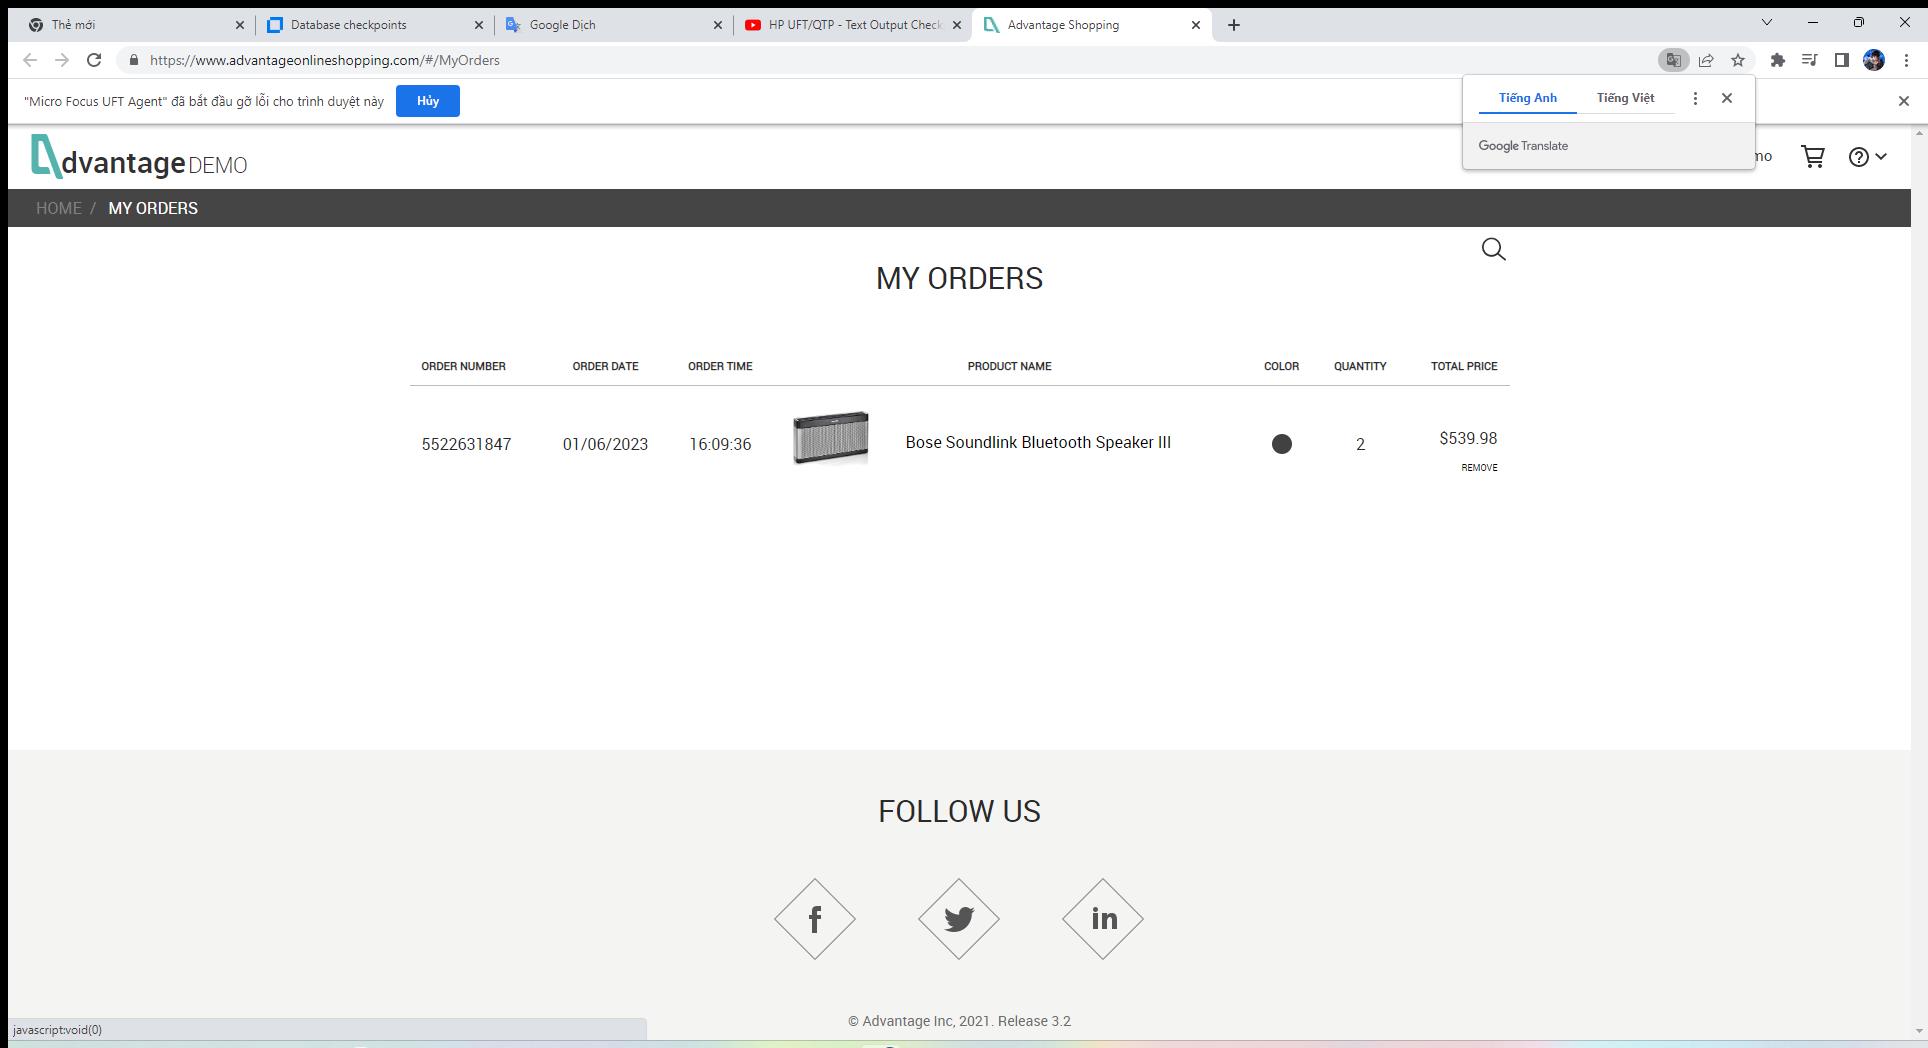 Thẻ mới
Database checkpoints
Google Dịch
HP UFT/QTP - Text Output Check
Advantage Shopping
https://www.advantageonlineshopping.com/#/MyOrders
"Micro Focus UFT Agent" đã bắt đầu gỡ lỗi cho trình duyệt này
Hủy
Tiếng Anh
Tiếng Việt
Google Translate
dvantage DEMO
mo
HOME / MY ORDERS
MY ORDERS
ORDER NUMBER ORDER DATE ORDER TIME PRODUCT NAME COLOR QUANTITY TOTAL PRICE
5522631847 01/06/2023 16:09:36 Bose Soundlink Bluetooth Speaker III 2 $539.98
REMOVE
FOLLOW US
f
in
© Advantage Inc, 2021. Release 3.2
javascript:void(0)